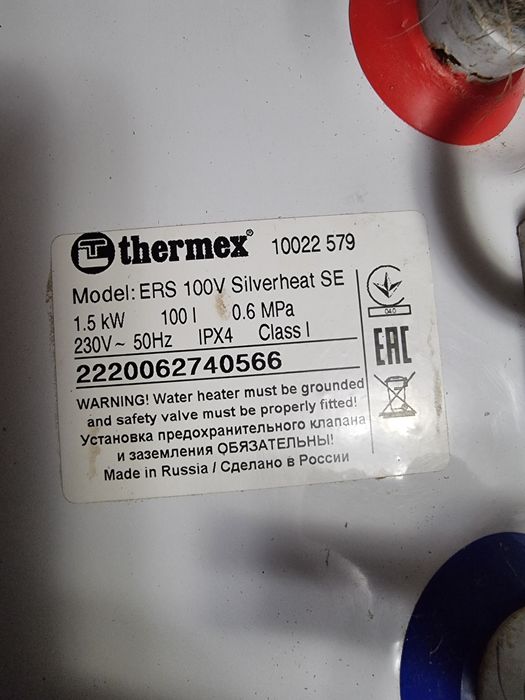 T thermex® 10022 579
Model: ERS 100V Silverheat SE
1.5 kW 100 l 0.6 MPa
230V~ 50Hz IPX4 Class I
2220062740566
WARNING! Water heater must be grounded
and safety valve must be properly fitted!
Установка предохранительного клапана
и заземления ОБЯЗАТЕЛЬНЫ!
Made in Russia / Сделано в России
040
EAC